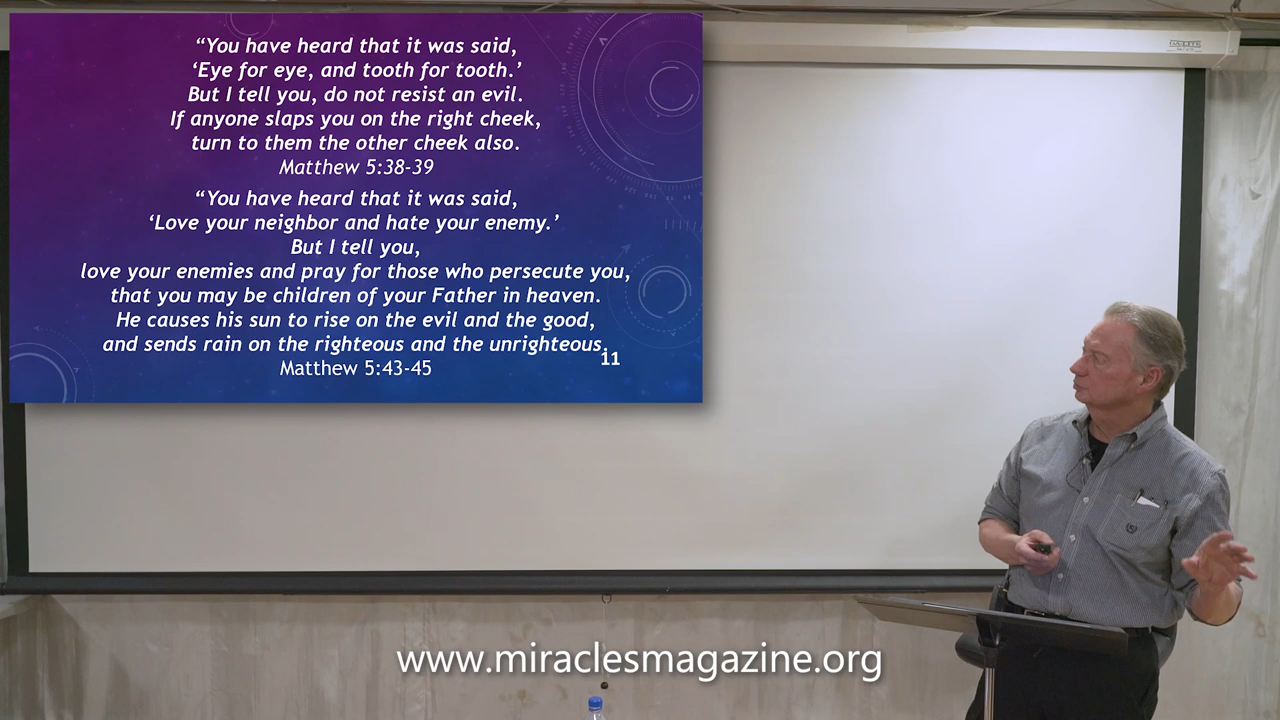 “You have heard that it was said,
‘Eye for eye, and tooth for tooth.’
But I tell you, do not resist an evil.
If anyone slaps you on the right cheek,
turn to them the other cheek also.
Matthew 5:38-39
“You have heard that it was said,
‘Love your neighbor and hate your enemy.’
But I tell you,
love your enemies and pray for those who persecute you,
that you may be children of your Father in heaven.
He causes his sun to rise on the evil and the good,
and sends rain on the righteous and the unrighteous.
11
Matthew 5:43-45
DA-LITE
www.miraclesmagazine.org